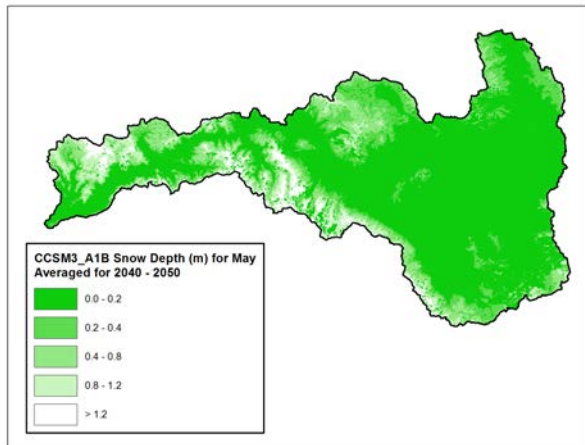 CCSM3_A1B Snow Depth (m) for May
Averaged for 2040 - 2050
0.0 - 0.2
0.2 - 0.4
0.4 - 0.8
0.8 - 1.2
> 1.2